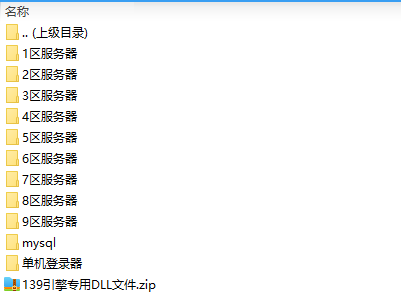 名称
.. (上级目录)
1区服务器
2区服务器
3区服务器
4区服务器
5区服务器
6区服务器
7区服务器
8区服务器
9区服务器
mysql
单机登录器
139引擎专用DLL文件.zip